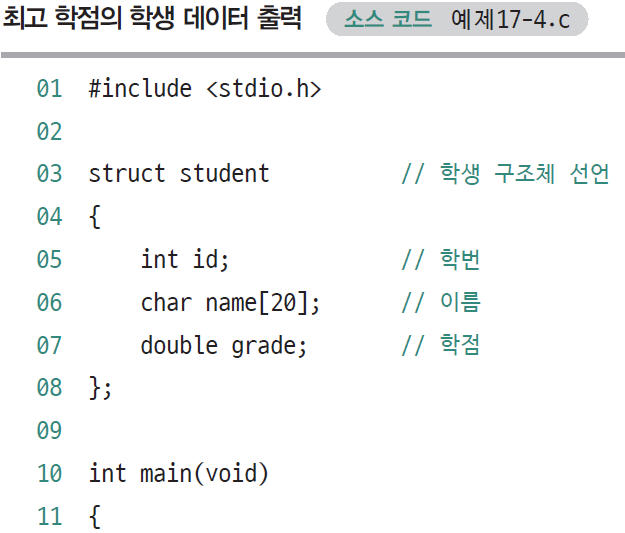 최고 학점의 학생 데이터 출력 소스 코드 예제17-4.c
01 #include <stdio.h>
02
03 struct student // 학생 구조체 선언
04 {
05 int id; // 학번
06 char name[20]; // 이름
07 double grade; // 학점
08 };
09
10 int main(void)
11 {